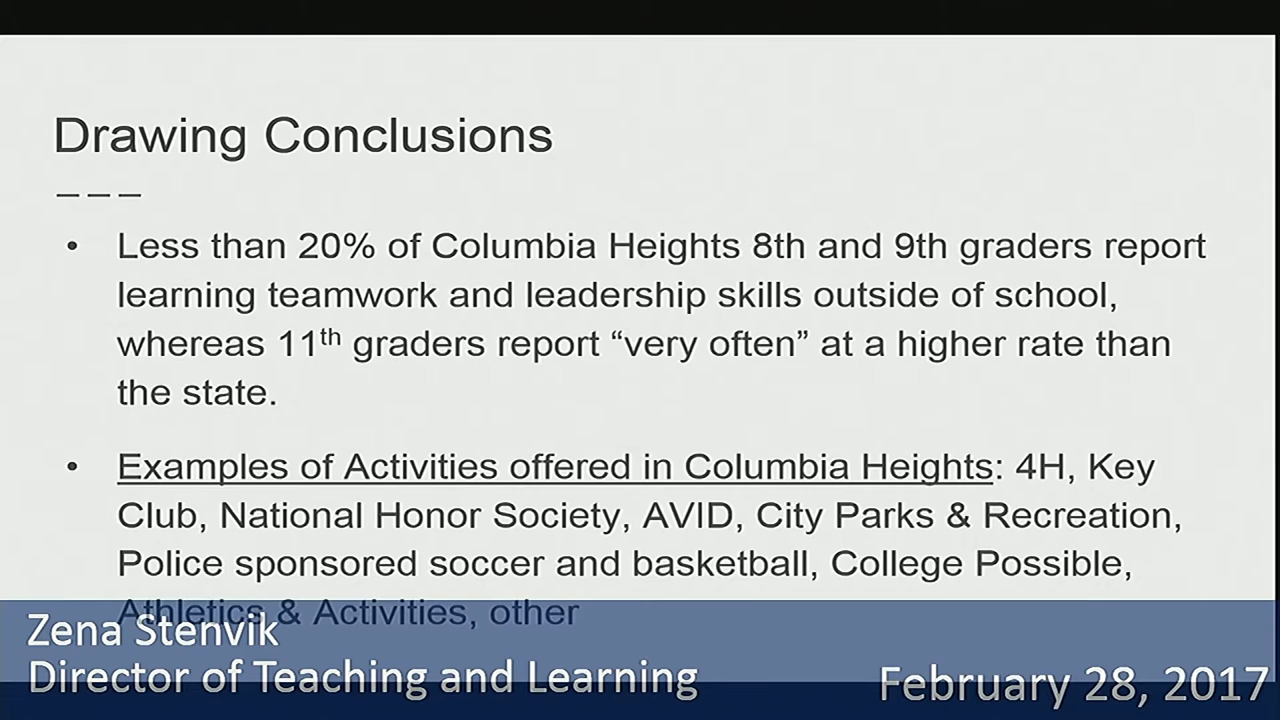 Drawing Conclusions
• Less than 20% of Columbia Heights 8th and 9th graders report
learning teamwork and leadership skills outside of school,
whereas 11th graders report “very often” at a higher rate than
the state.
• Examples of Activities offered in Columbia Heights: 4H, Key
Club, National Honor Society, AVID, City Parks & Recreation,
Police sponsored soccer and basketball, College Possible,
Athletics & Activities, other
Zena Stenvik
Director of Teaching and Learning
February 28, 2017